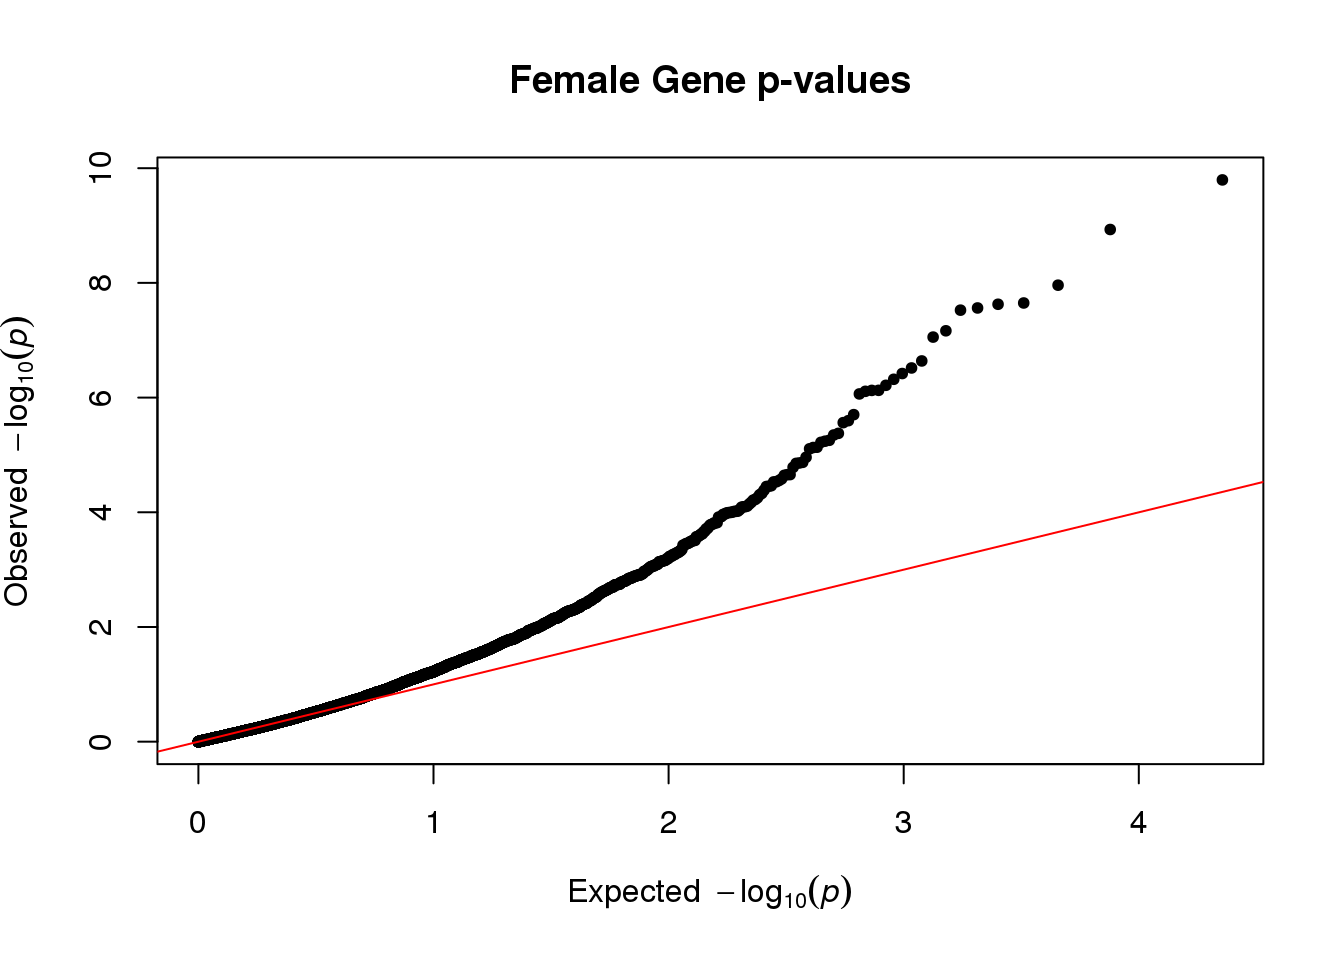 Female Gene p-values
Observed −log₁₀(p)
10
8
6
4
2
0
0 1 2 3 4
Expected −log₁₀(p)